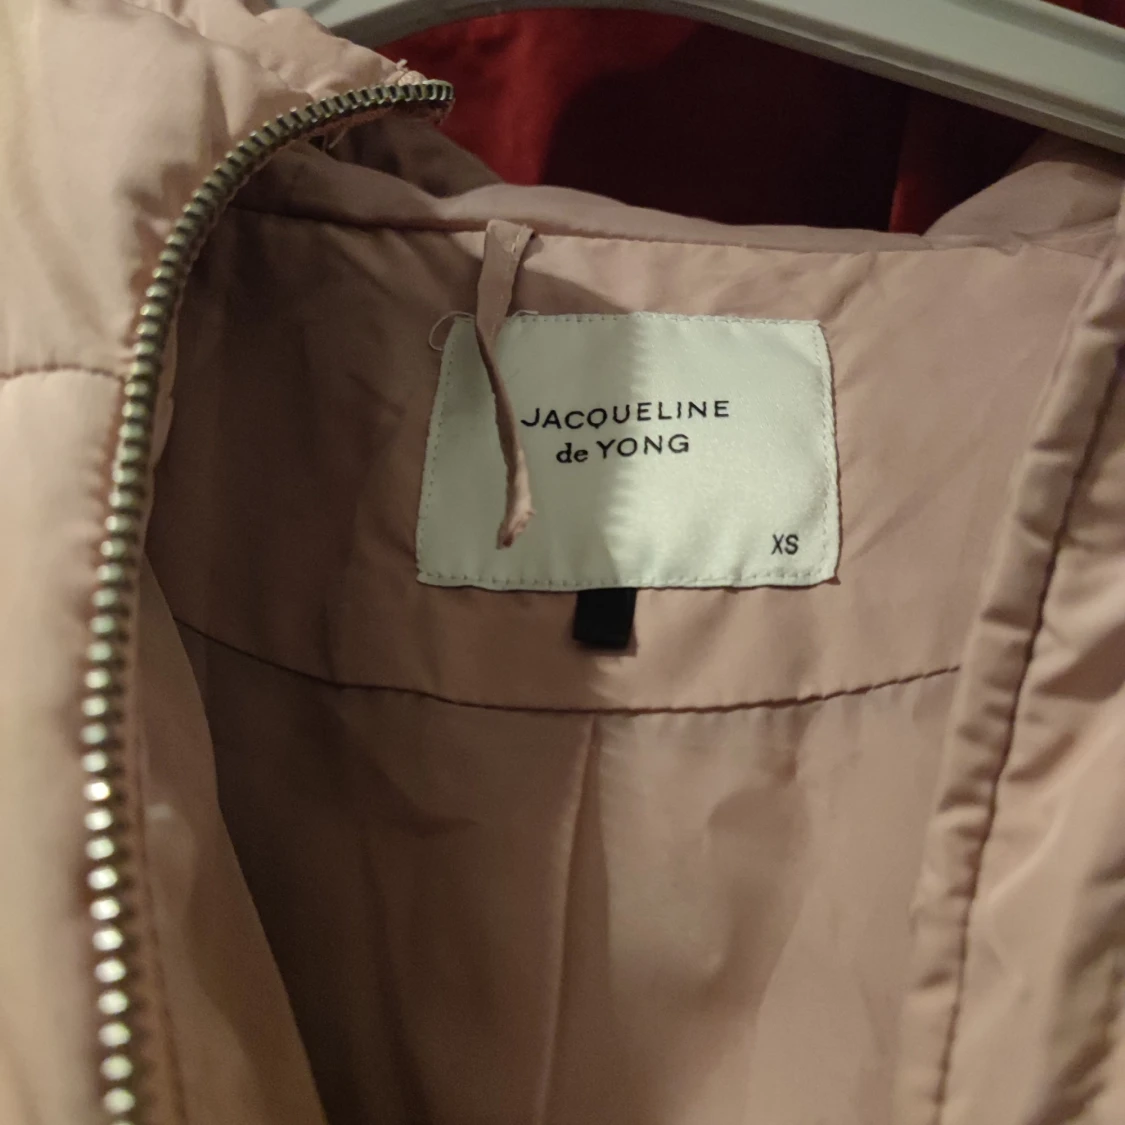 JACQUELINE
de YONG
XS